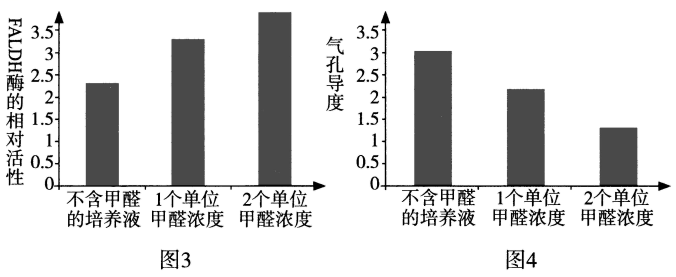 FALDH酶的相对活性
3.5
3
2.5
2
1.5
1
0.5
0
不含甲醛
的培养液
1个单位
甲醛浓度
2个单位
甲醛浓度
图3
气孔导度
3.5
3
2.5
2
1.5
1
0.5
0
不含甲醛
的培养液
1个单位
甲醛浓度
2个单位
甲醛浓度
图4